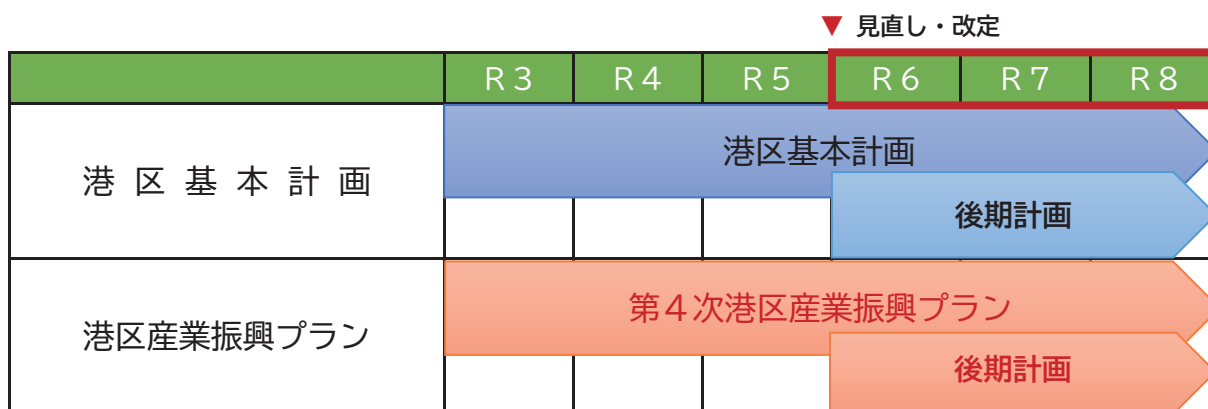 ▼ 見直し・改定
R3 R4 R5 R6 R7 R8
港区基本計画
港区基本計画
後期計画
港区産業振興プラン
第4次港区産業振興プラン
後期計画